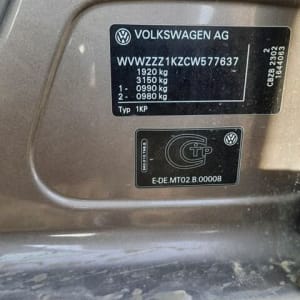 VOLKSWAGEN AG
WVWZZZ1KZCW577637
1920 kg
3150 kg
1 - 0990 kg
2 - 0980 kg
Typ 1KP
2
CBZB 2302
1644063
E-DE.MT02.B.00008